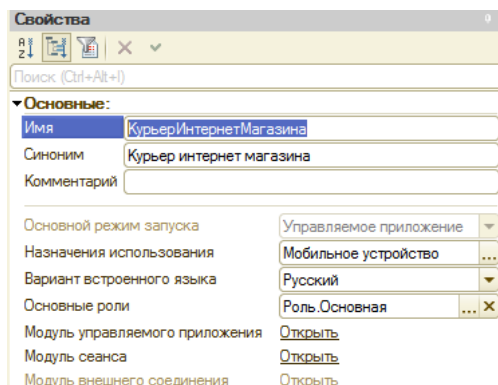 Свойства
Поиск (Ctrl+Alt+I)
Основные:
Имя КурьерИнтернетМагазина
Синоним Курьер интернет магазина
Комментарий
Основной режим запуска Управляемое приложение
Назначения использования Мобильное устройство ...
Вариант встроенного языка Русский
Основные роли Роль.Основная ... X
Модуль управляемого приложения Открыть
Модуль сеанса Открыть
Модуль внешнего соединения Открыть